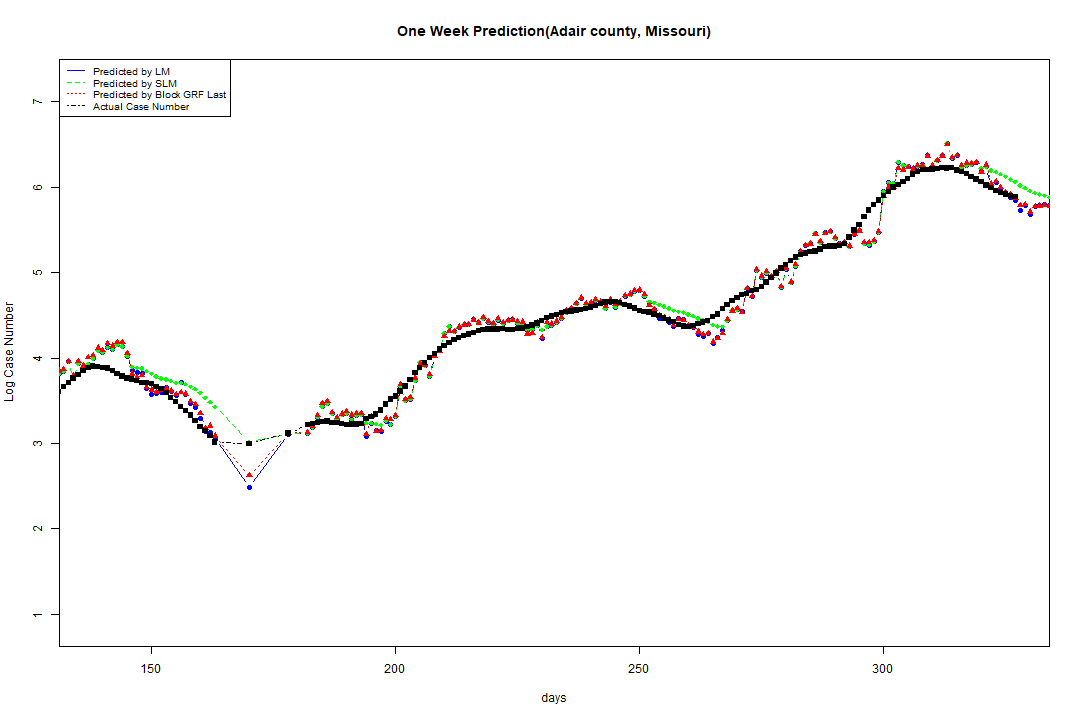 One Week Prediction(Adair county, Missouri)
Predicted by LM
Predicted by SLM
Predicted by Block GRF Last
Actual Case Number
7
6
5
4
3
2
1
Log Case Number
150 200 250 300
days